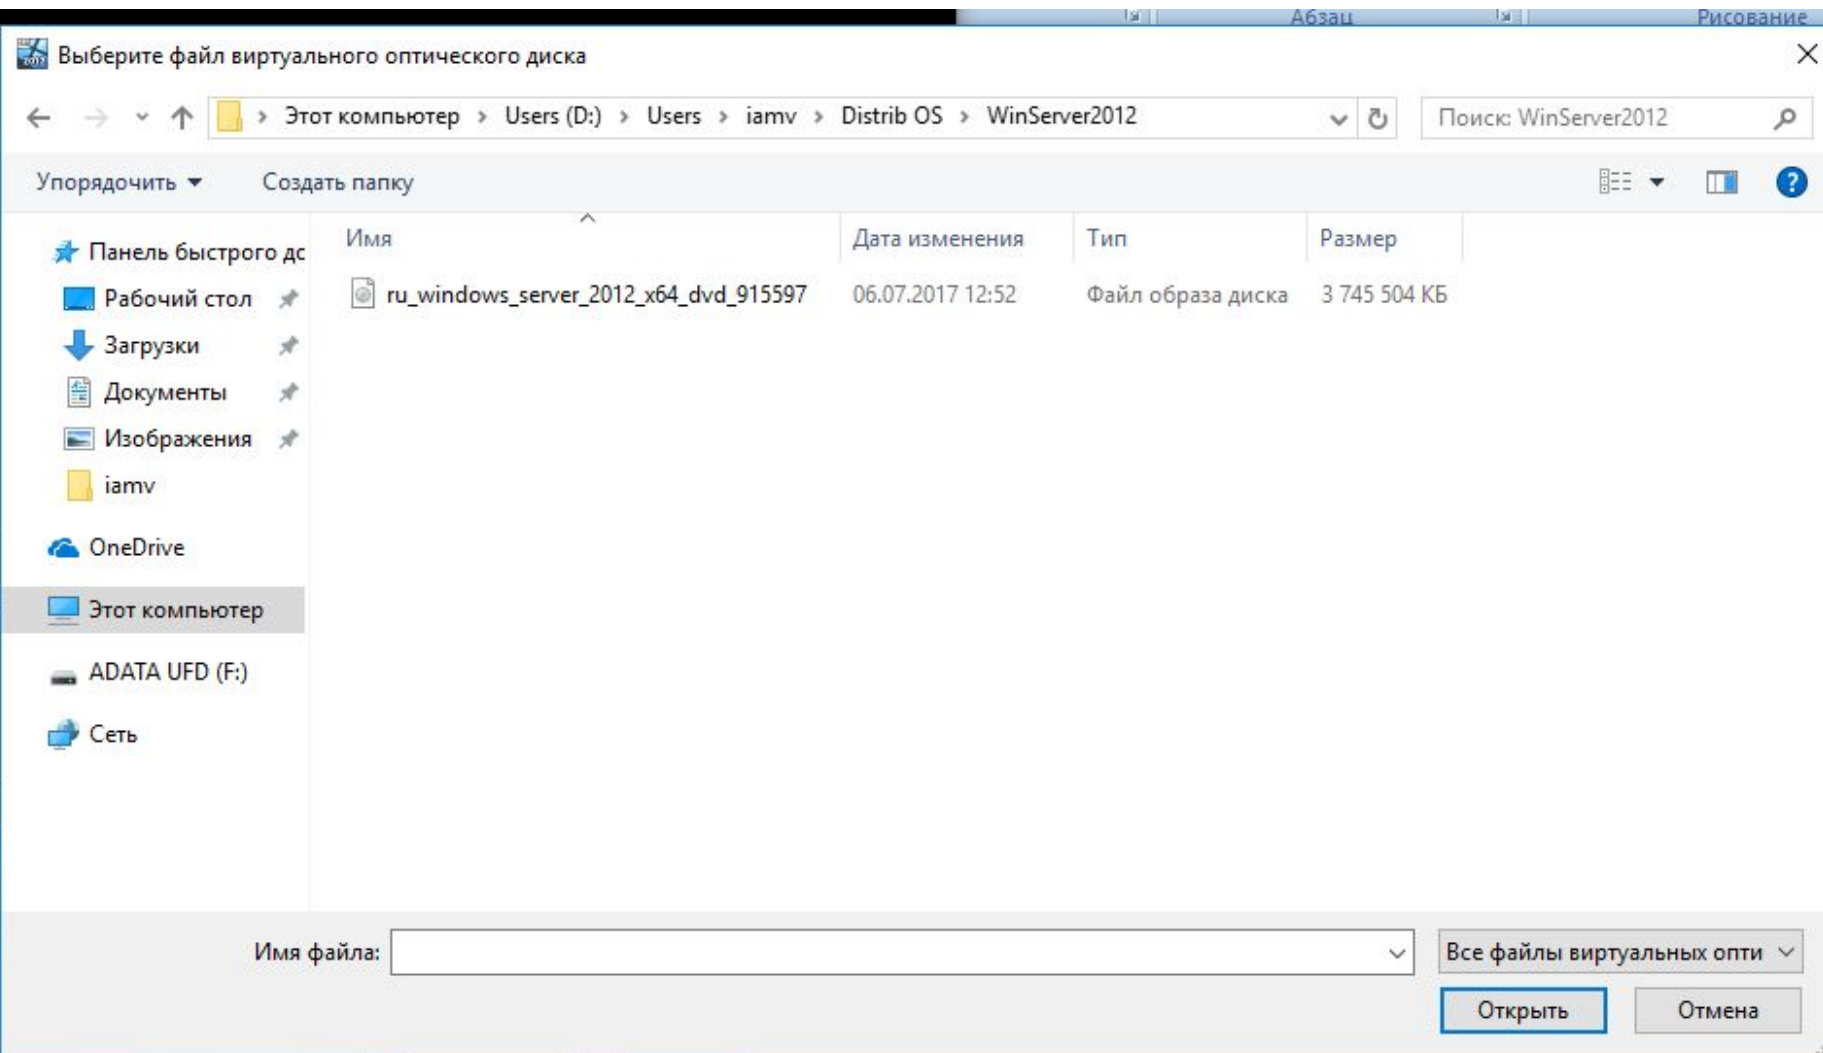 Абзац
Рисование
Выберите файл виртуального оптического диска
Этот компьютер › Users (D:) › Users › iamv › Distrib OS › WinServer2012
Поиск: WinServer2012
Упорядочить
Создать папку
Имя
Дата изменения
Тип
Размер
ru_windows_server_2012_x64_dvd_915597
06.07.2017 12:52
Файл образа диска
3 745 504 КБ
Панель быстрого дс
Рабочий стол
Загрузки
Документы
Изображения
iamv
OneDrive
Этот компьютер
ADATA UFD (F:)
Сеть
Имя файла:
Все файлы виртуальных опти
Открыть
Отмена